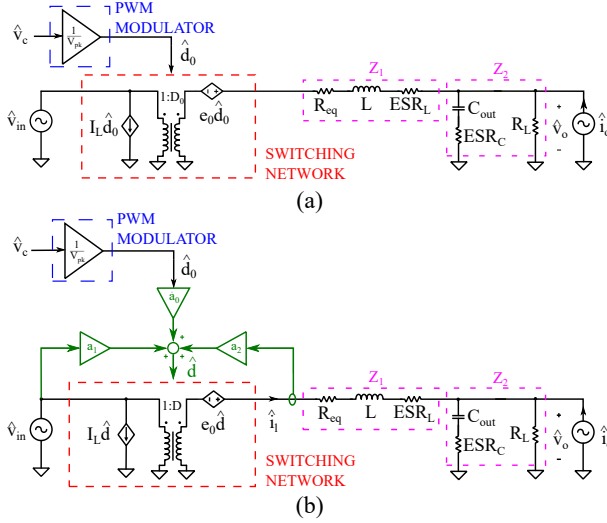 PWM
MODULATOR
v̂c
1/Vpk
d̂0
Z1
Z2
1:D0
Req
L
ESRL
Cout
v̂in
ILd̂0
e0d̂0
ESRC
RL
+
v̂o
-
SWITCHING
NETWORK
(a)
PWM
MODULATOR
v̂c
1/Vpk
d̂0
a0
a1
+
+
+
a2
d̂
Z1
Z2
1:D
îl
Req
L
ESRL
Cout
v̂in
ILd̂
e0d̂
ESRC
RL
+
v̂o
-
SWITCHING
NETWORK
(b)